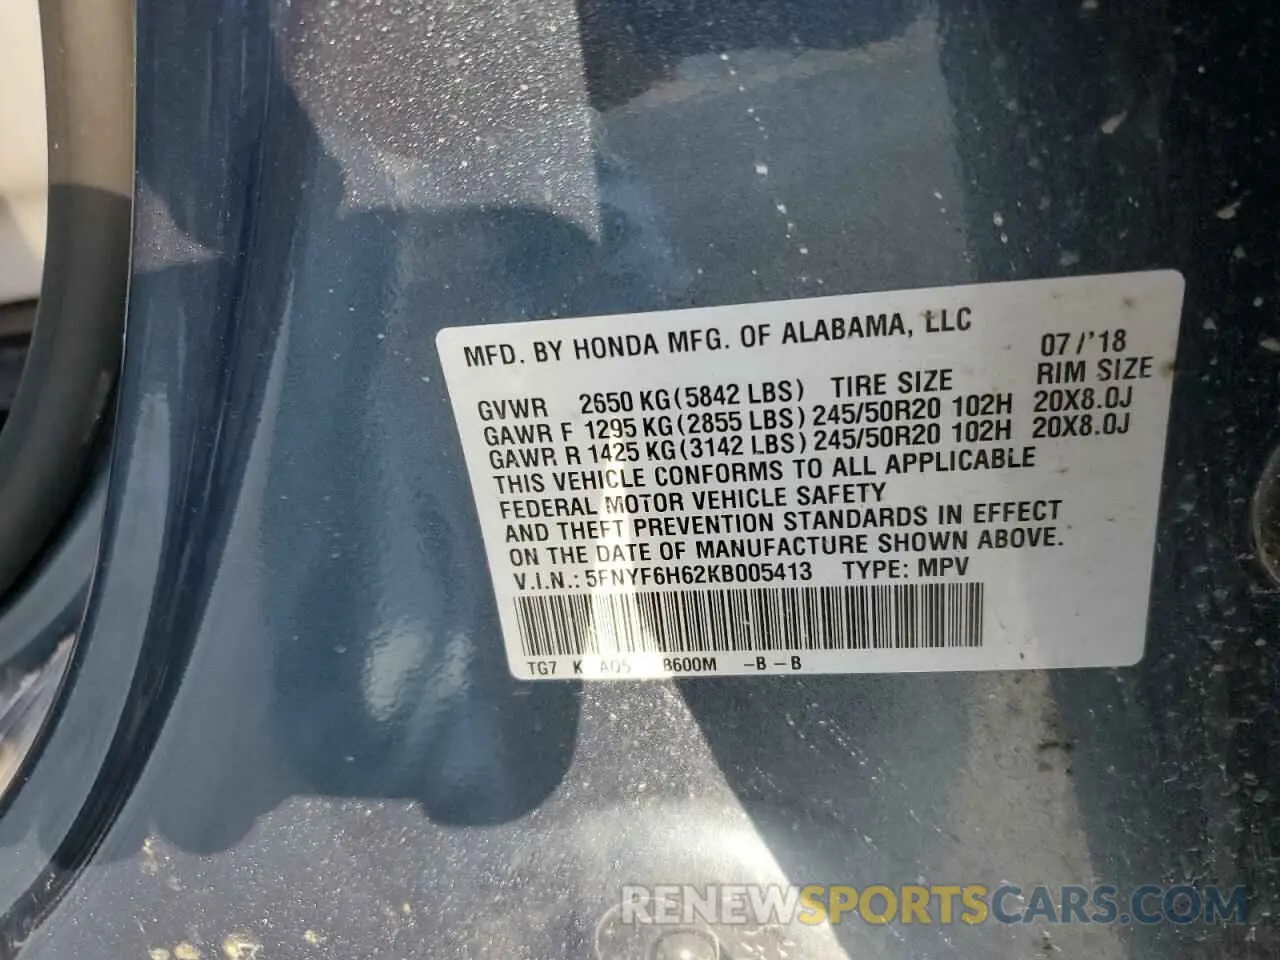 MFD. BY HONDA MFG. OF ALABAMA, LLC 07/'18
GVWR 2650 KG(5842 LBS) TIRE SIZE RIM SIZE
GAWR F 1295 KG(2855 LBS) 245/50R20 102H 20X8.0J
GAWR R 1425 KG(3142 LBS) 245/50R20 102H 20X8.0J
THIS VEHICLE CONFORMS TO ALL APPLICABLE
FEDERAL MOTOR VEHICLE SAFETY
AND THEFT PREVENTION STANDARDS IN EFFECT
ON THE DATE OF MANUFACTURE SHOWN ABOVE.
V.I.N.: 5FNYF6H62KB005413 TYPE: MPV
TG7 K A05 B600M -B-B
RENEWSPORTSCARS.COM